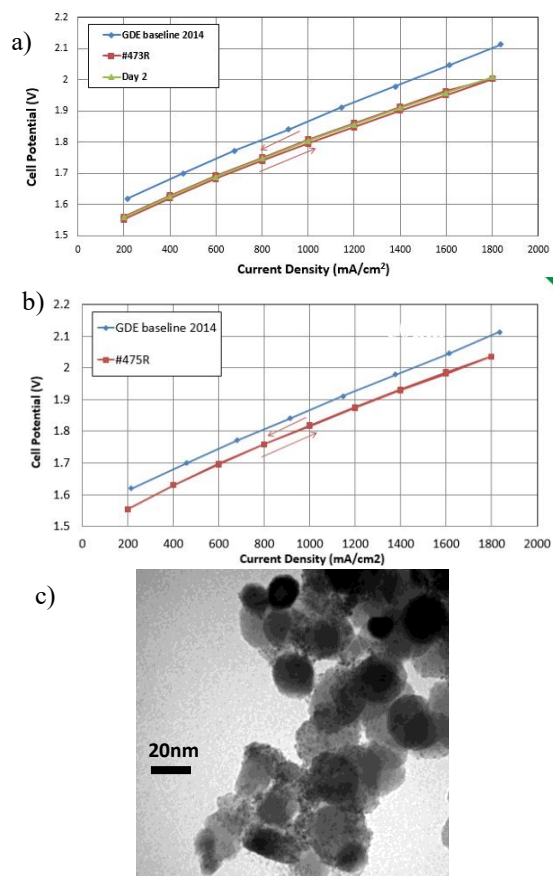 a)
GDE baseline 2014
#473R
Day 2
2.2
2.1
2
1.9
1.8
1.7
1.6
1.5
Cell Potential (V)
0 200 400 600 800 1000 1200 1400 1600 1800 2000
Current Density (mA/cm²)
b)
GDE baseline 2014
#475R
2.2
2.1
2
1.9
1.8
1.7
1.6
1.5
Cell Potential (V)
0 200 400 600 800 1000 1200 1400 1600 1800 2000
Current Density (mA/cm2)
c)
20nm